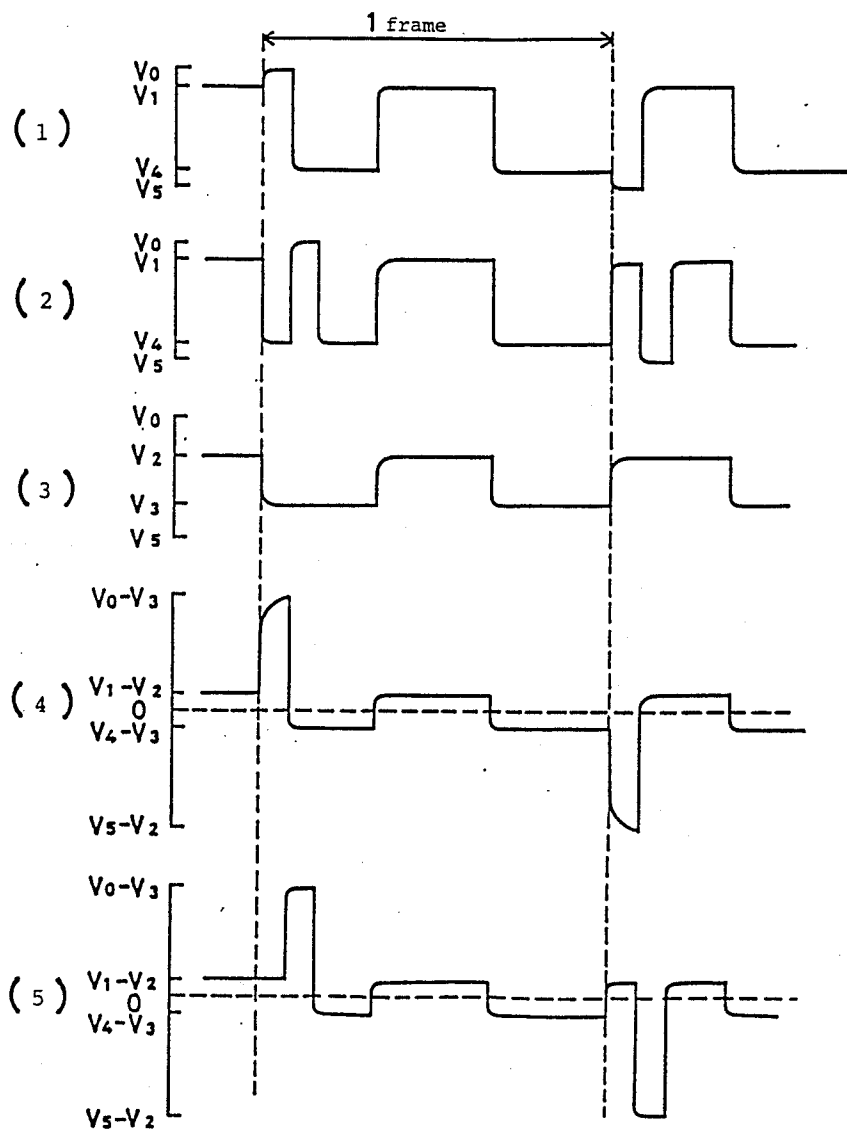 1 frame
V0
V1
(1)
V4
V5
V0
V1
(2)
V4
V5
V0
V2
(3)
V3
V5
V0-V3
V1-V2
(4)
0
V4-V3
V5-V2
V0-V3
V1-V2
(5)
0
V4-V3
V5-V2